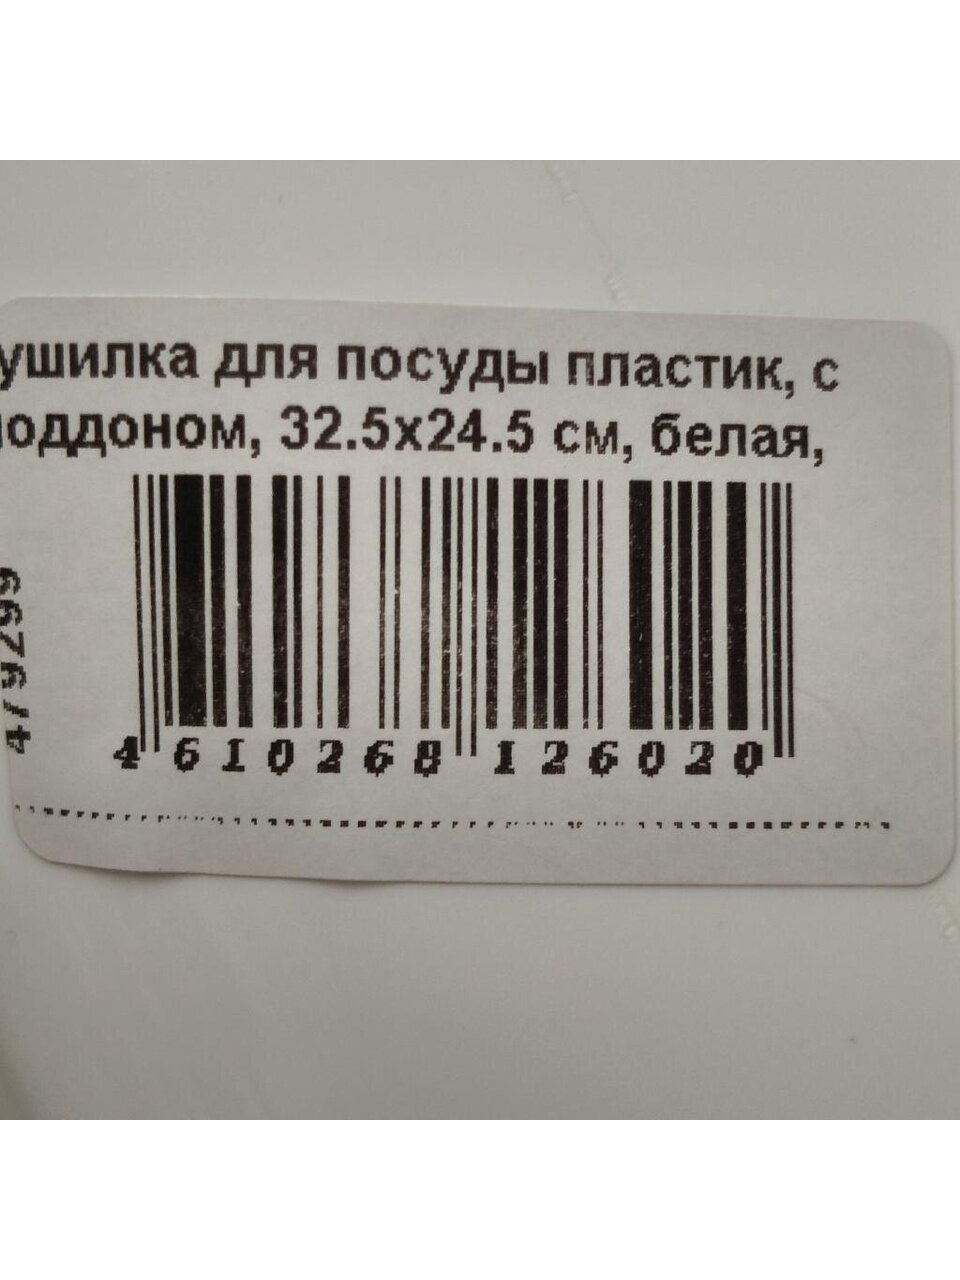 ушилка для посуды пластик, с
оддоном, 32.5х24.5 см, белая,
4 610268 126020
479299